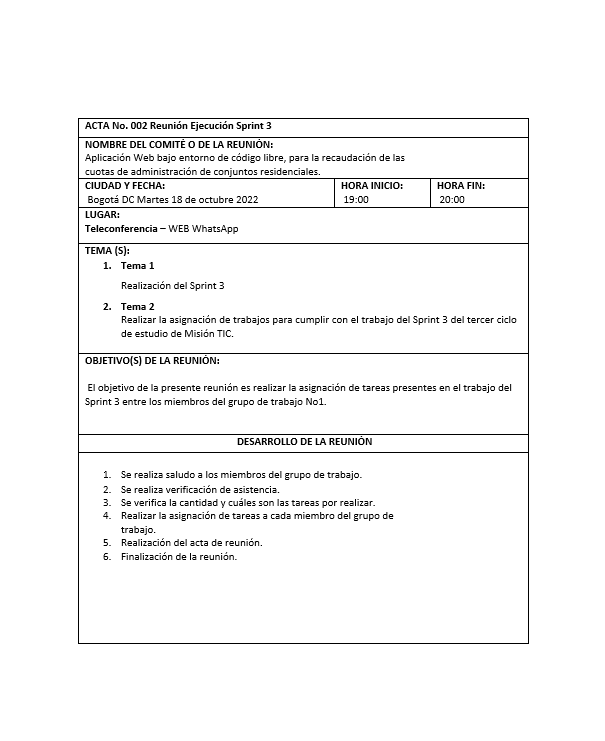 ACTA No. 002 Reunión Ejecución Sprint 3
NOMBRE DEL COMITÉ O DE LA REUNIÓN:
Aplicación Web bajo entorno de código libre, para la recaudación de las
cuotas de administración de conjuntos residenciales.
CIUDAD Y FECHA:
Bogotá DC Martes 18 de octubre 2022
HORA INICIO:
19:00
HORA FIN:
20:00
LUGAR:
Teleconferencia – WEB WhatsApp
TEMA (S):
1. Tema 1
Realización del Sprint 3
2. Tema 2
Realizar la asignación de trabajos para cumplir con el trabajo del Sprint 3 del tercer ciclo
de estudio de Misión TIC.
OBJETIVO(S) DE LA REUNIÓN:
El objetivo de la presente reunión es realizar la asignación de tareas presentes en el trabajo del
Sprint 3 entre los miembros del grupo de trabajo No1.
DESARROLLO DE LA REUNIÓN
1. Se realiza saludo a los miembros del grupo de trabajo.
2. Se realiza verificación de asistencia.
3. Se verifica la cantidad y cuáles son las tareas por realizar.
4. Realizar la asignación de tareas a cada miembro del grupo de
trabajo.
5. Realización del acta de reunión.
6. Finalización de la reunión.